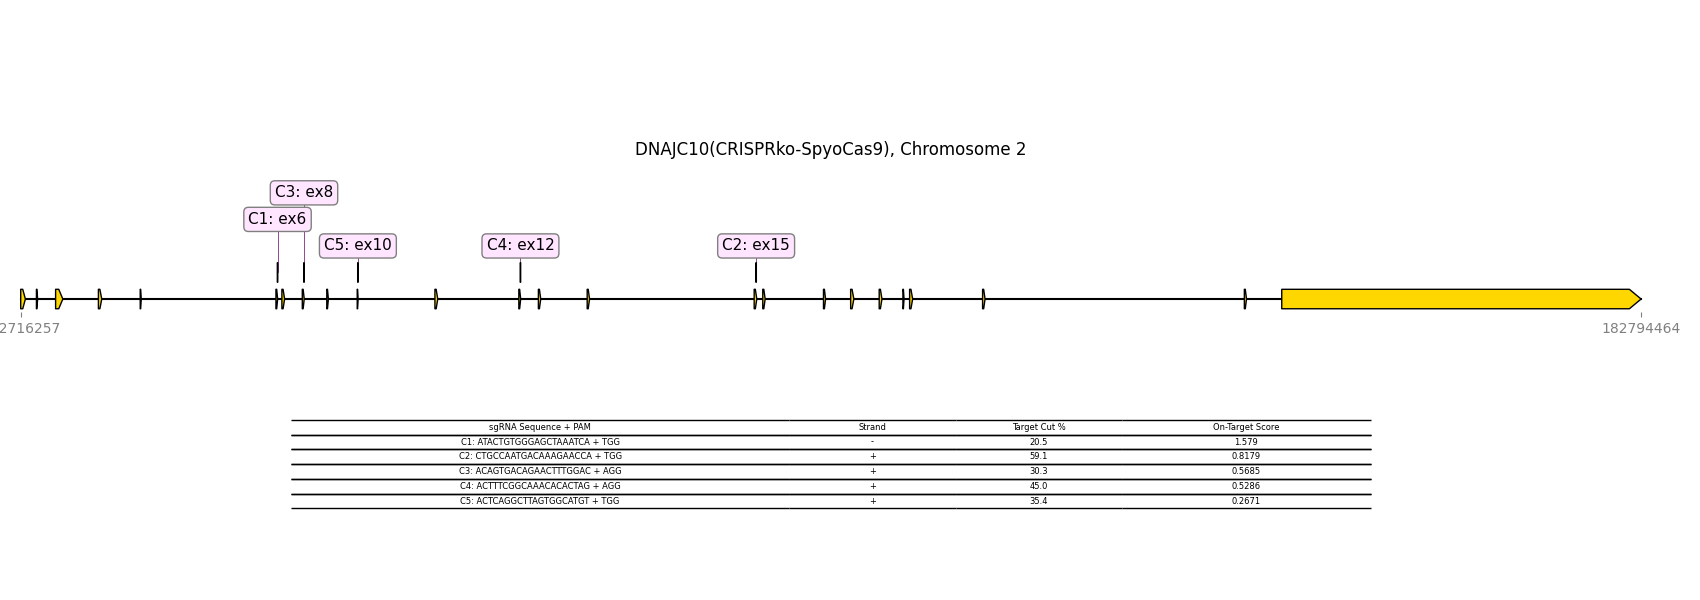 DNAJC10(CRISPRko-SpyoCas9), Chromosome 2
C3: ex8
C1: ex6
C5: ex10
C4: ex12
C2: ex15
2716257
182794464
sgRNA Sequence + PAM Strand Target Cut % On-Target Score
C1: ATACTGTGGGAGCTAAATCA + TGG - 20.5 1.579
C2: CTGCCAATGACAAAGAACCA + TGG + 59.1 0.8179
C3: ACAGTGACAGAACTTTGGAC + AGG + 30.3 0.5685
C4: ACTTTCGGCAAACACACTAG + AGG + 45.0 0.5286
C5: ACTCAGGCTTAGTGGCATGT + TGG + 35.4 0.2671